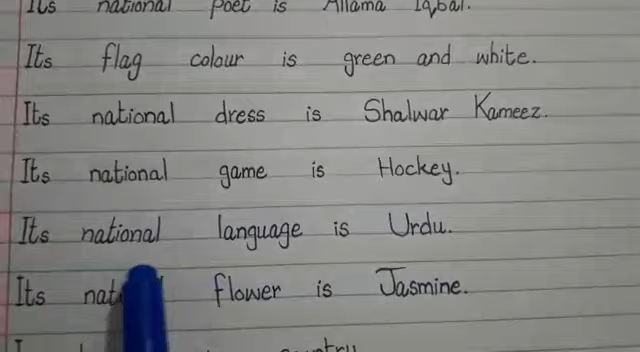 Its national Poet is Allama Iqbal.
Its flag colour is green and white.
Its national dress is Shalwar Kameez.
Its national game is Hockey.
Its national language is Urdu.
Its flower is Jasmine.
country